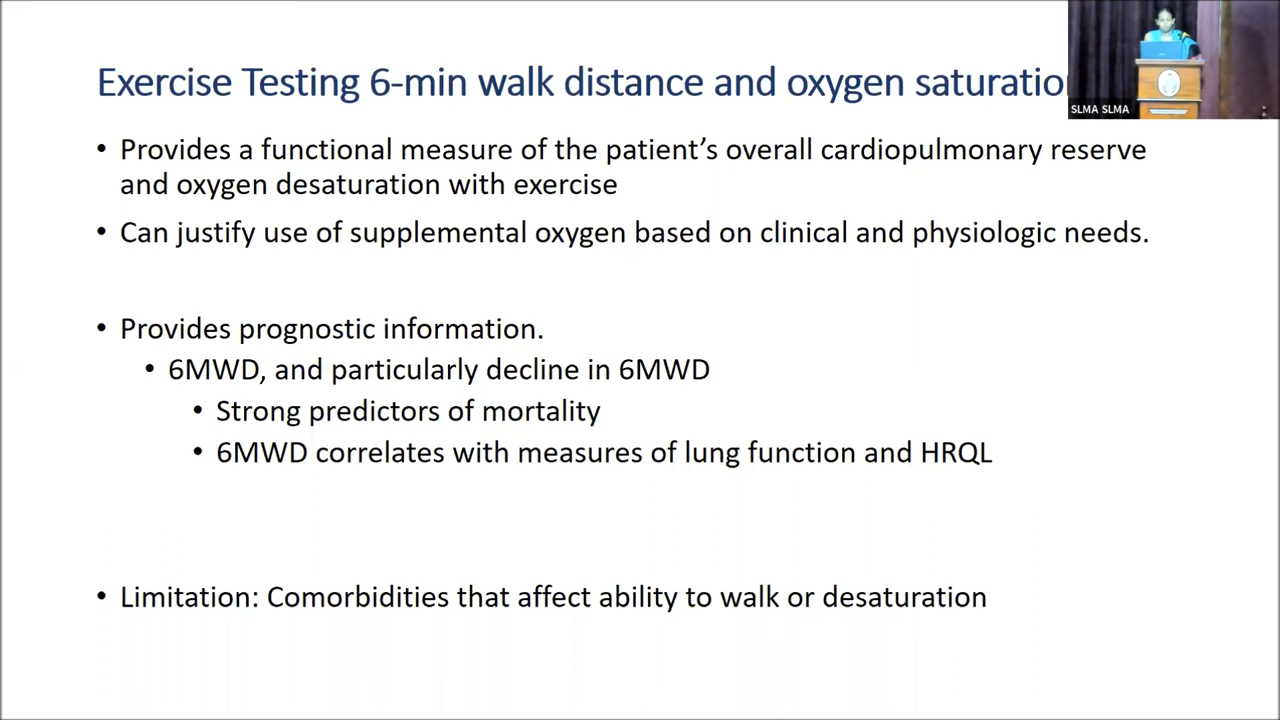 Exercise Testing 6-min walk distance and oxygen saturatio
SLMA SLMA
• Provides a functional measure of the patient’s overall cardiopulmonary reserve
and oxygen desaturation with exercise
• Can justify use of supplemental oxygen based on clinical and physiologic needs.
• Provides prognostic information.
• 6MWD, and particularly decline in 6MWD
• Strong predictors of mortality
• 6MWD correlates with measures of lung function and HRQL
• Limitation: Comorbidities that affect ability to walk or desaturation